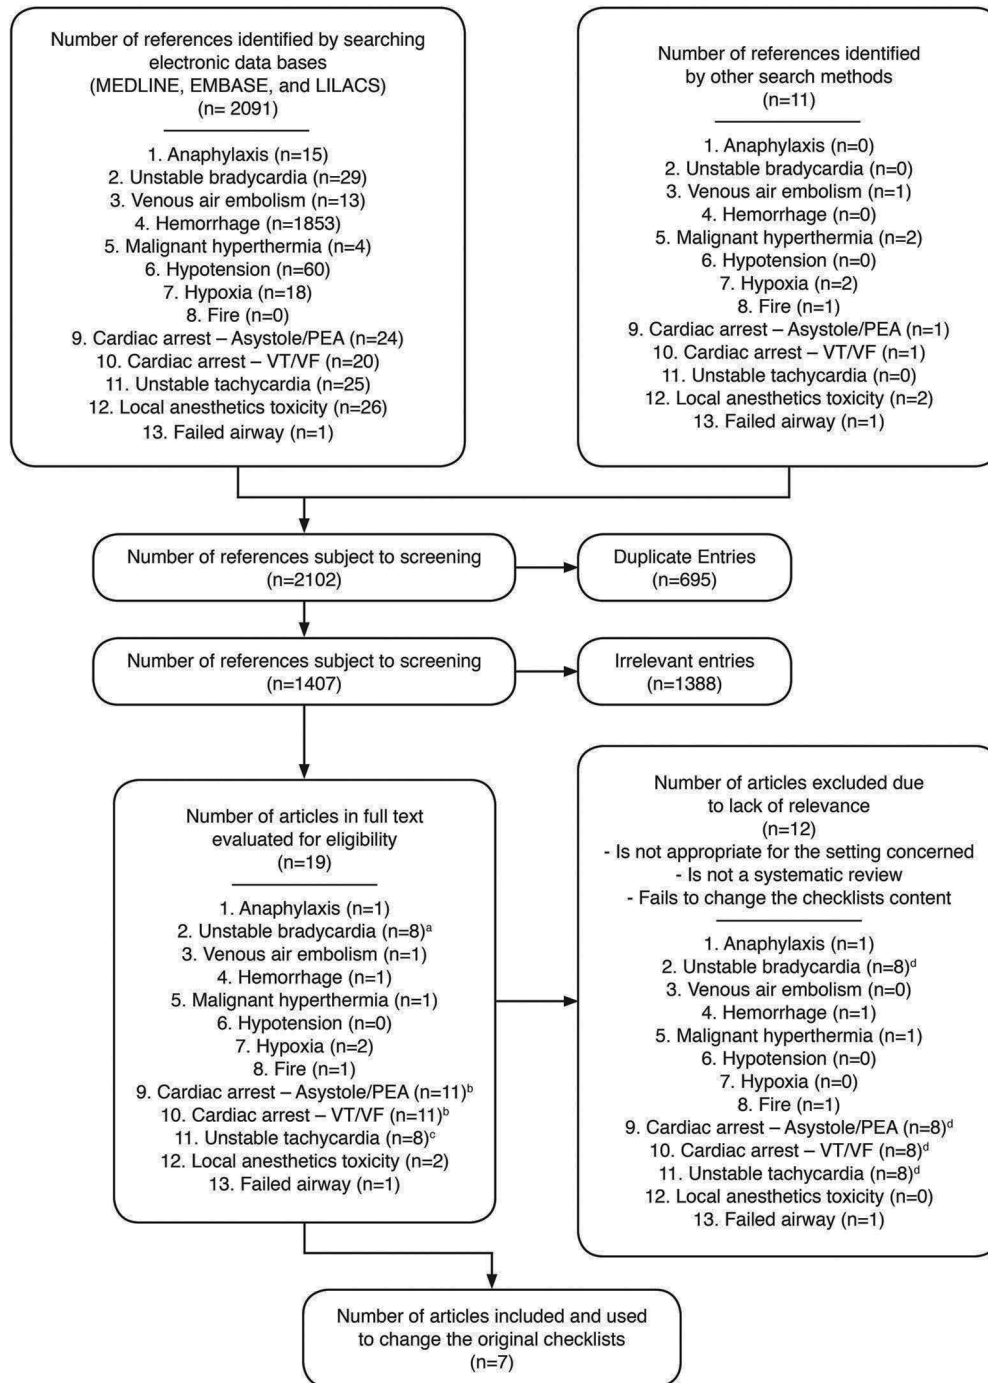 Number of references identified by searching
electronic data bases
(MEDLINE, EMBASE, and LILACS)
(n= 2091)
1. Anaphylaxis (n=15)
2. Unstable bradycardia (n=29)
3. Venous air embolism (n=13)
4. Hemorrhage (n=1853)
5. Malignant hyperthermia (n=4)
6. Hypotension (n=60)
7. Hypoxia (n=18)
8. Fire (n=0)
9. Cardiac arrest – Asystole/PEA (n=24)
10. Cardiac arrest – VT/VF (n=20)
11. Unstable tachycardia (n=25)
12. Local anesthetics toxicity (n=26)
13. Failed airway (n=1)
Number of references identified
by other search methods
(n=11)
1. Anaphylaxis (n=0)
2. Unstable bradycardia (n=0)
3. Venous air embolism (n=1)
4. Hemorrhage (n=0)
5. Malignant hyperthermia (n=2)
6. Hypotension (n=0)
7. Hypoxia (n=2)
8. Fire (n=1)
9. Cardiac arrest – Asystole/PEA (n=1)
10. Cardiac arrest – VT/VF (n=1)
11. Unstable tachycardia (n=0)
12. Local anesthetics toxicity (n=2)
13. Failed airway (n=1)
Number of references subject to screening
(n=2102)
Duplicate Entries
(n=695)
Number of references subject to screening
(n=1407)
Irrelevant entries
(n=1388)
Number of articles in full text
evaluated for eligibility
(n=19)
1. Anaphylaxis (n=1)
2. Unstable bradycardia (n=8)ª
3. Venous air embolism (n=1)
4. Hemorrhage (n=1)
5. Malignant hyperthermia (n=1)
6. Hypotension (n=0)
7. Hypoxia (n=2)
8. Fire (n=1)
9. Cardiac arrest – Asystole/PEA (n=11)ᵇ
10. Cardiac arrest – VT/VF (n=11)ᵇ
11. Unstable tachycardia (n=8)ᶜ
12. Local anesthetics toxicity (n=2)
13. Failed airway (n=1)
Number of articles excluded due
to lack of relevance
(n=12)
- Is not appropriate for the setting concerned
- Is not a systematic review
- Fails to change the checklists content
1. Anaphylaxis (n=1)
2. Unstable bradycardia (n=8)ᵈ
3. Venous air embolism (n=0)
4. Hemorrhage (n=1)
5. Malignant hyperthermia (n=1)
6. Hypotension (n=0)
7. Hypoxia (n=0)
8. Fire (n=1)
9. Cardiac arrest – Asystole/PEA (n=8)ᵈ
10. Cardiac arrest – VT/VF (n=8)ᵈ
11. Unstable tachycardia (n=8)ᵈ
12. Local anesthetics toxicity (n=0)
13. Failed airway (n=1)
Number of articles included and used
to change the original checklists
(n=7)